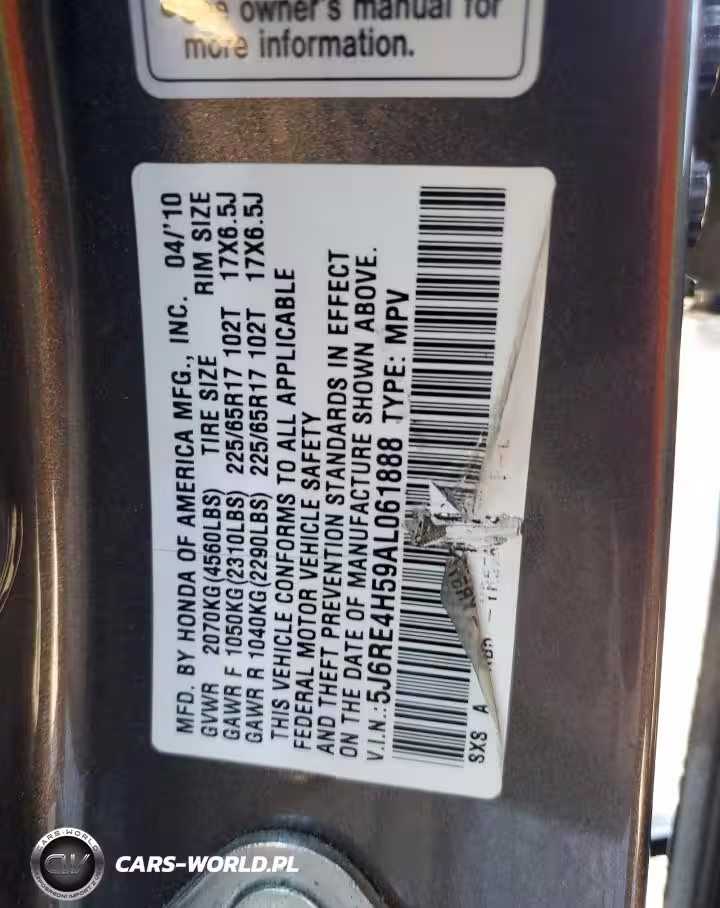 owner's manual for
more information.
MFD. BY HONDA OF AMERICA MFG., INC. 04/'10
GVWR 2070KG(4560LBS) TIRE SIZE RIM SIZE
GAWR F 1050KG(2310LBS) 225/65R17 102T 17X6.5J
GAWR R 1040KG(2290LBS) 225/65R17 102T 17X6.5J
THIS VEHICLE CONFORMS TO ALL APPLICABLE
FEDERAL MOTOR VEHICLE SAFETY
AND THEFT PREVENTION STANDARDS IN EFFECT
ON THE DATE OF MANUFACTURE SHOWN ABOVE.
V.I.N.:5J6RE4H59AL061888 TYPE: MPV
SXS A
CARS-WORLD
CW
CARS-WORLD.PL